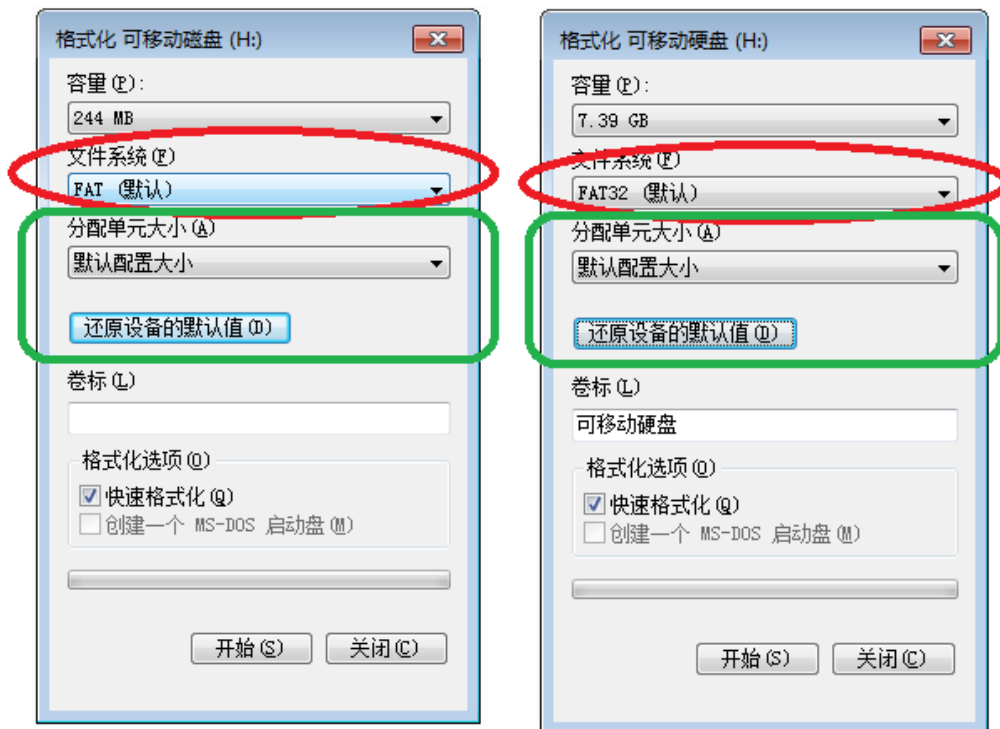 格式化 可移动磁盘 (H:)
容量(P):
244 MB
文件系统(F)
FAT (默认)
分配单元大小(A)
默认配置大小
还原设备的默认值(D)
卷标(L)
格式化选项(O)
快速格式化(Q)
创建一个 MS-DOS 启动盘(M)
开始(S)
关闭(C)
格式化 可移动硬盘 (H:)
容量(P):
7.39 GB
文件系统(F)
FAT32 (默认)
分配单元大小(A)
默认配置大小
还原设备的默认值(D)
卷标(L)
可移动硬盘
格式化选项(O)
快速格式化(Q)
创建一个 MS-DOS 启动盘(M)
开始(S)
关闭(C)